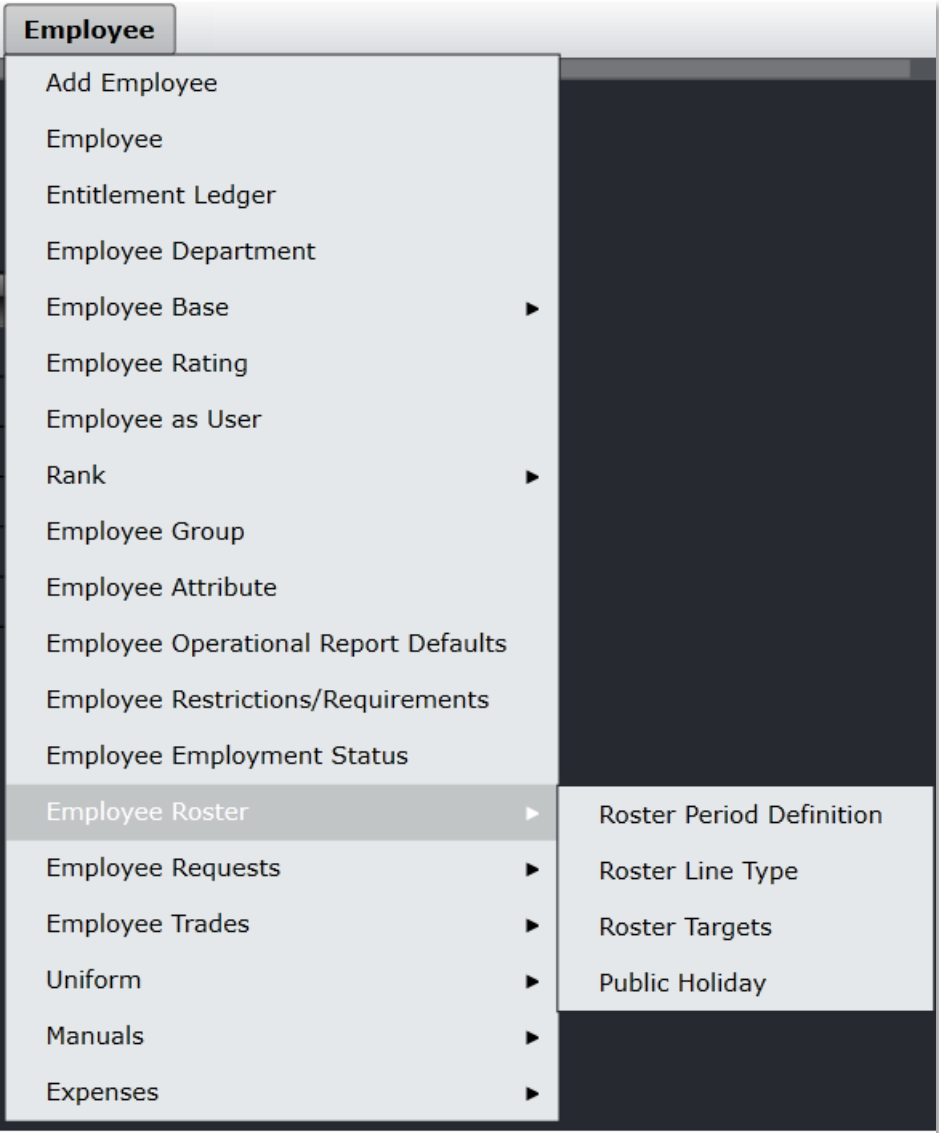 Employee
Add Employee
Employee
Entitlement Ledger
Employee Department
Employee Base
Employee Rating
Employee as User
Rank
Employee Group
Employee Attribute
Employee Operational Report Defaults
Employee Restrictions/Requirements
Employee Employment Status
Employee Roster
Roster Period Definition
Roster Line Type
Roster Targets
Public Holiday
Employee Requests
Employee Trades
Uniform
Manuals
Expenses